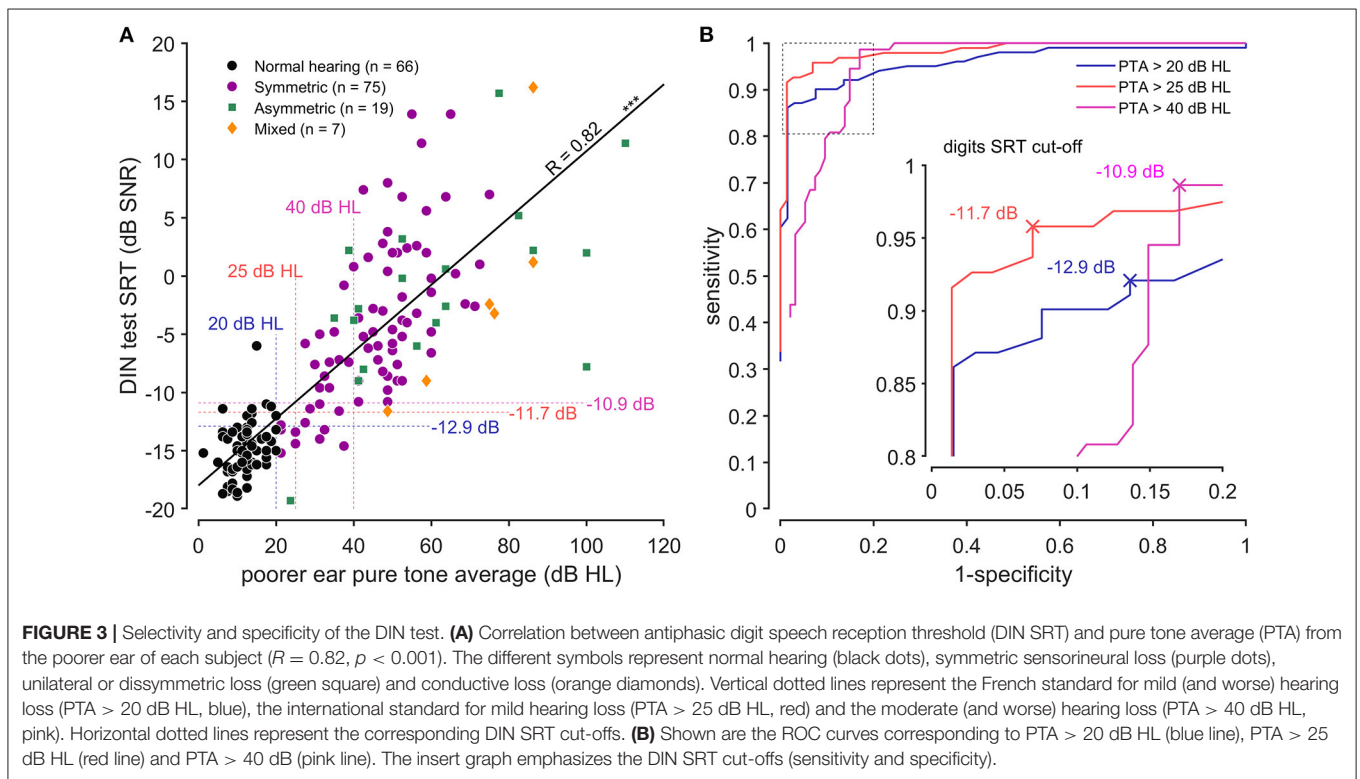 A
20
15
10
5
0
-5
-10
-15
-20
DIN test SRT (dB SNR)
Normal hearing (n = 66)
Symmetric (n = 75)
Asymmetric (n = 19)
Mixed (n = 7)
R = 0.82
***
40 dB HL
25 dB HL
20 dB HL
-10.9 dB
-11.7 dB
-12.9 dB
0 20 40 60 80 100 120
poorer ear pure tone average (dB HL)
B
1
0.9
0.8
0.7
0.6
0.5
0.4
0.3
0.2
0.1
0
sensitivity
PTA > 20 dB HL
PTA > 25 dB HL
PTA > 40 dB HL
digits SRT cut-off
1
0.95
0.9
0.85
0.8
-10.9 dB
-11.7 dB
-12.9 dB
0 0.05 0.1 0.15 0.2
0 0.2 0.4 0.6 0.8 1
1-specificity
FIGURE 3 | Selectivity and specificity of the DIN test. (A) Correlation between antiphasic digit speech reception threshold (DIN SRT) and pure tone average (PTA) from
the poorer ear of each subject (R = 0.82, p < 0.001). The different symbols represent normal hearing (black dots), symmetric sensorineural loss (purple dots),
unilateral or dissymmetric loss (green square) and conductive loss (orange diamonds). Vertical dotted lines represent the French standard for mild (and worse) hearing
loss (PTA > 20 dB HL, blue), the international standard for mild hearing loss (PTA > 25 dB HL, red) and the moderate (and worse) hearing loss (PTA > 40 dB HL,
pink). Horizontal dotted lines represent the corresponding DIN SRT cut-offs. (B) Shown are the ROC curves corresponding to PTA > 20 dB HL (blue line), PTA > 25
dB HL (red line) and PTA > 40 dB (pink line). The insert graph emphasizes the DIN SRT cut-offs (sensitivity and specificity).